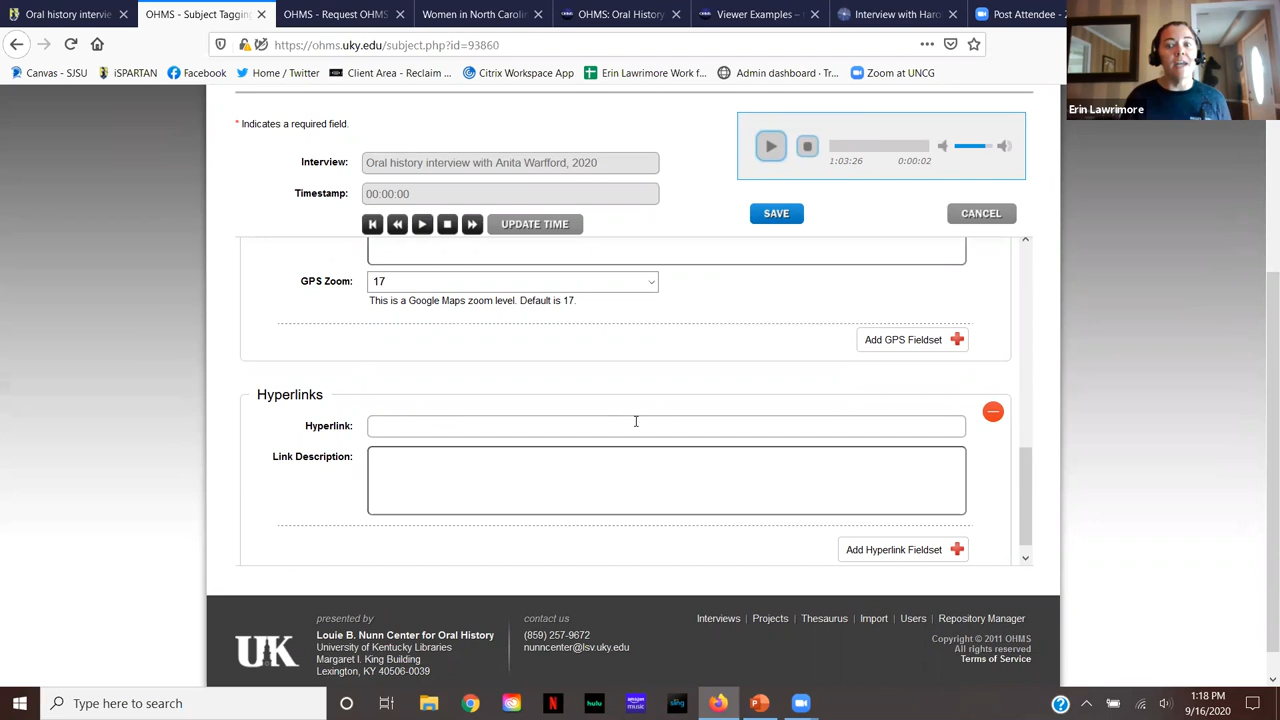 Oral history interview
OHMS - Subject Tagging
OHMS - Request OHMS
Women in North Carolina
OHMS: Oral History
Viewer Examples –
Interview with Haro
Post Attendee - Z
https://ohms.uky.edu/subject.php?id=93860
Canvas - SJSU
iSPARTAN
Facebook
Home / Twitter
Client Area - Reclaim ...
Citrix Workspace App
Erin Lawrimore Work f...
Admin dashboard · Tr...
Zoom at UNCG
Erin Lawrimore
* Indicates a required field.
Interview: Oral history interview with Anita Warfford, 2020
Timestamp: 00:00:00
UPDATE TIME
1:03:26 0:00:02
SAVE
CANCEL
GPS Zoom: 17
This is a Google Maps zoom level. Default is 17.
Add GPS Fieldset
Hyperlinks
Hyperlink:
Link Description:
Add Hyperlink Fieldset
UK
presented by
Louie B. Nunn Center for Oral History
University of Kentucky Libraries
Margaret I. King Building
Lexington, KY 40506-0039
contact us
(859) 257-9672
nunncenter@lsv.uky.edu
Interviews | Projects | Thesaurus | Import | Users | Repository Manager
Copyright © 2011 OHMS
All rights reserved
Terms of Service
Type here to search
hulu
amazon music
sling
1:18 PM
9/16/2020